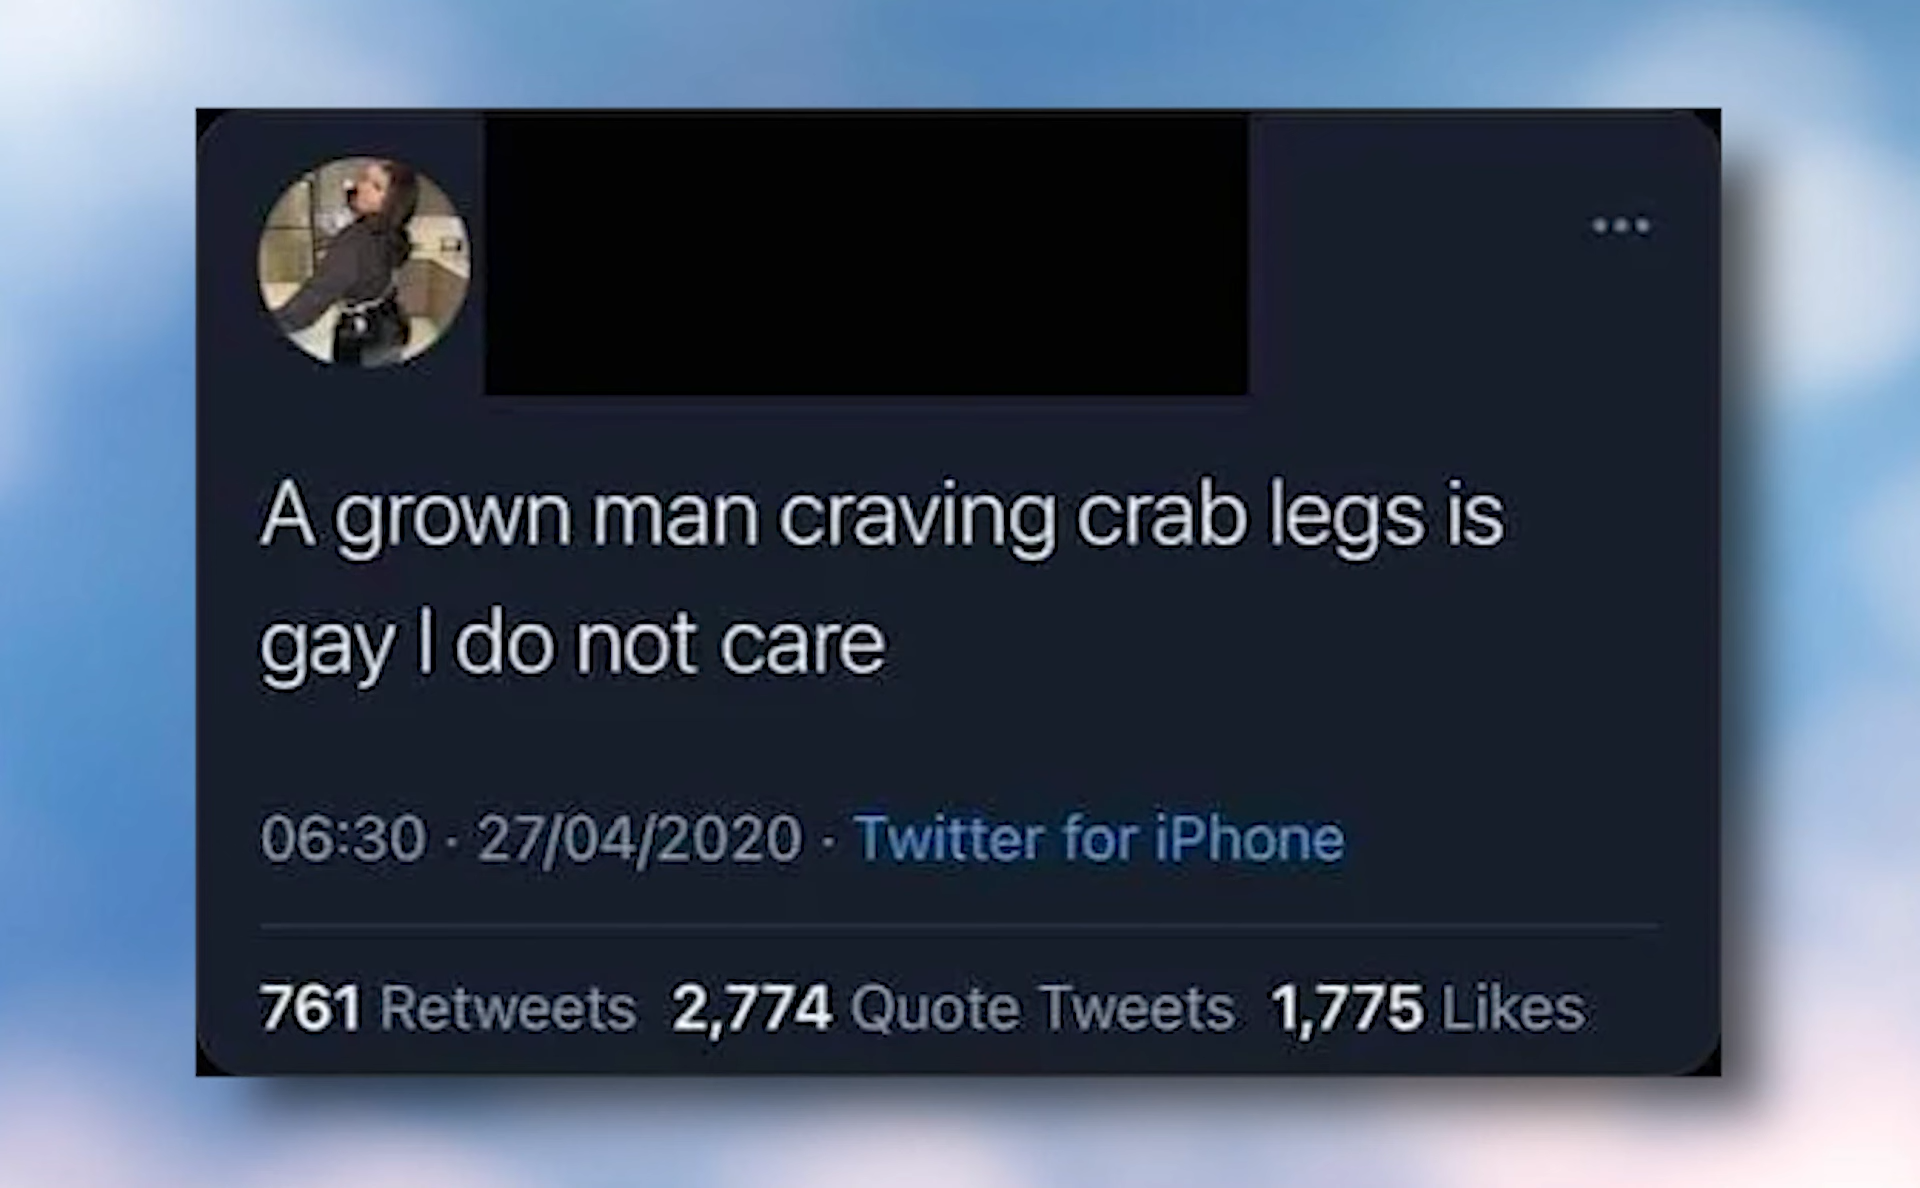 A grown man craving crab legs is
gay I do not care
06:30 · 27/04/2020 · Twitter for iPhone
761 Retweets 2,774 Quote Tweets 1,775 Likes